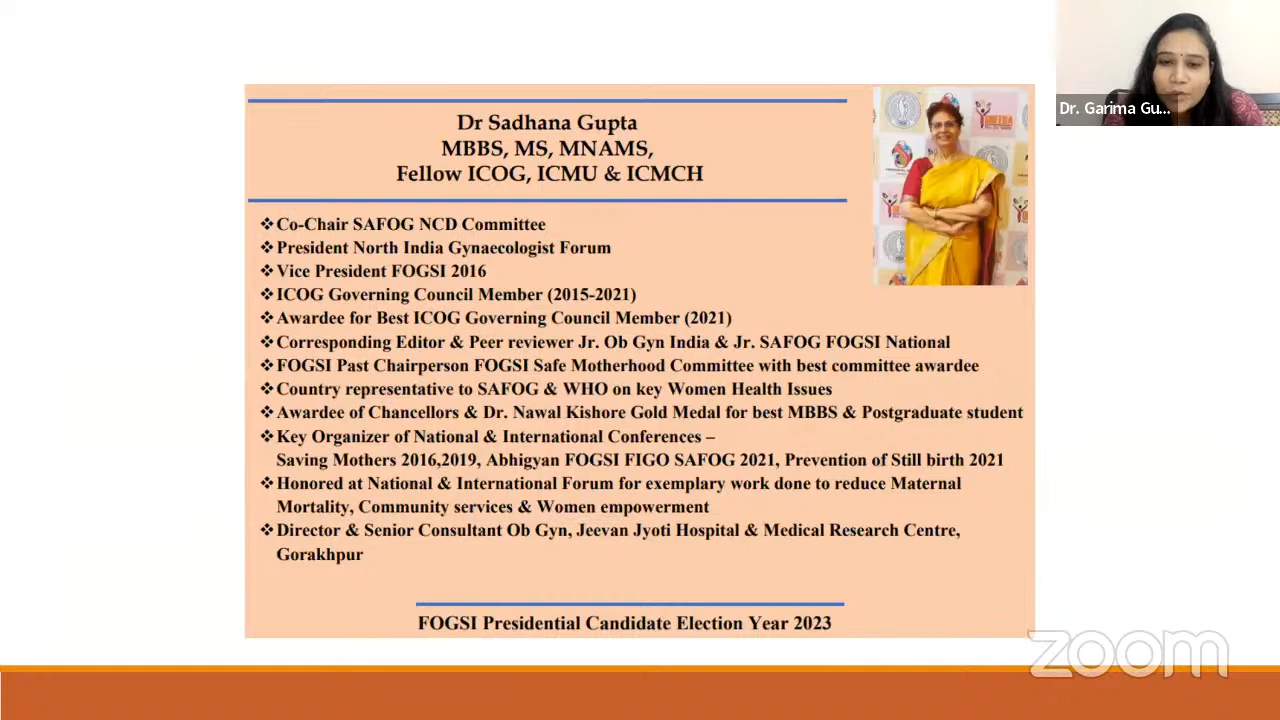 Dr Sadhana Gupta
MBBS, MS, MNAMS,
Fellow ICOG, ICMU & ICMCH
❖Co-Chair SAFOG NCD Committee
❖President North India Gynaecologist Forum
❖Vice President FOGSI 2016
❖ICOG Governing Council Member (2015-2021)
❖Awardee for Best ICOG Governing Council Member (2021)
❖Corresponding Editor & Peer reviewer Jr. Ob Gyn India & Jr. SAFOG FOGSI National
❖FOGSI Past Chairperson FOGSI Safe Motherhood Committee with best committee awardee
❖Country representative to SAFOG & WHO on key Women Health Issues
❖Awardee of Chancellors & Dr. Nawal Kishore Gold Medal for best MBBS & Postgraduate student
❖Key Organizer of National & International Conferences –
Saving Mothers 2016,2019, Abhigyan FOGSI FIGO SAFOG 2021, Prevention of Still birth 2021
❖Honored at National & International Forum for exemplary work done to reduce Maternal
Mortality, Community services & Women empowerment
❖Director & Senior Consultant Ob Gyn, Jeevan Jyoti Hospital & Medical Research Centre,
Gorakhpur
FOGSI Presidential Candidate Election Year 2023
Dr. Garima Gu...
zoom